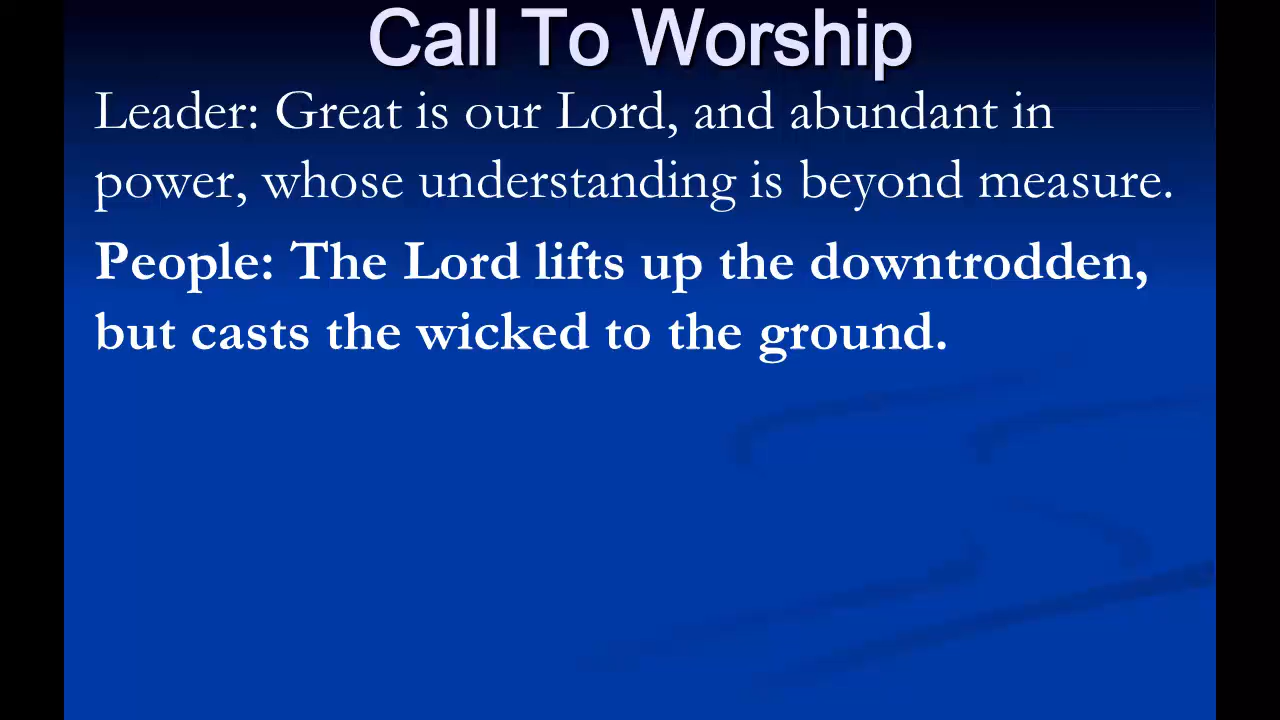 Call To Worship
Leader: Great is our Lord, and abundant in
power, whose understanding is beyond measure.
People: The Lord lifts up the downtrodden,
but casts the wicked to the ground.